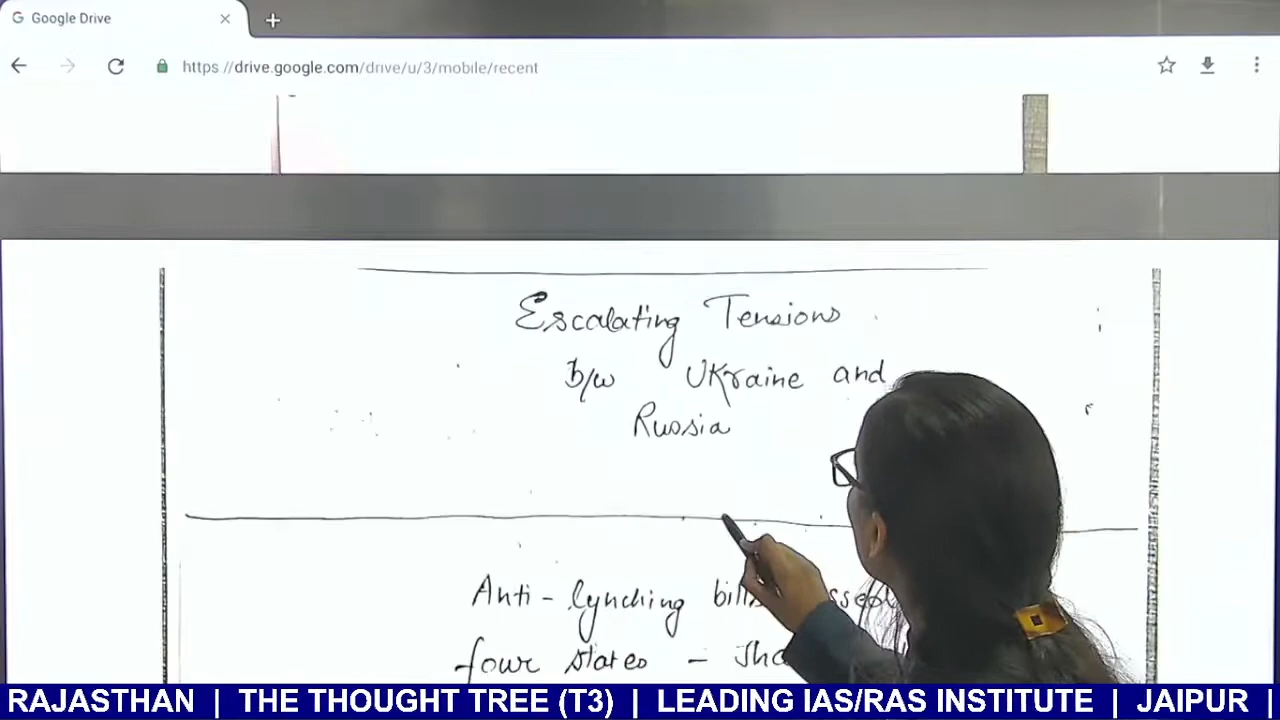 Google Drive
https://drive.google.com/drive/u/3/mobile/recent
Escalating Tensions
b/w Ukraine and
Russia
Anti-lynching
four states -
RAJASTHAN | THE THOUGHT TREE (T3) | LEADING IAS/RAS INSTITUTE | JAIPUR |